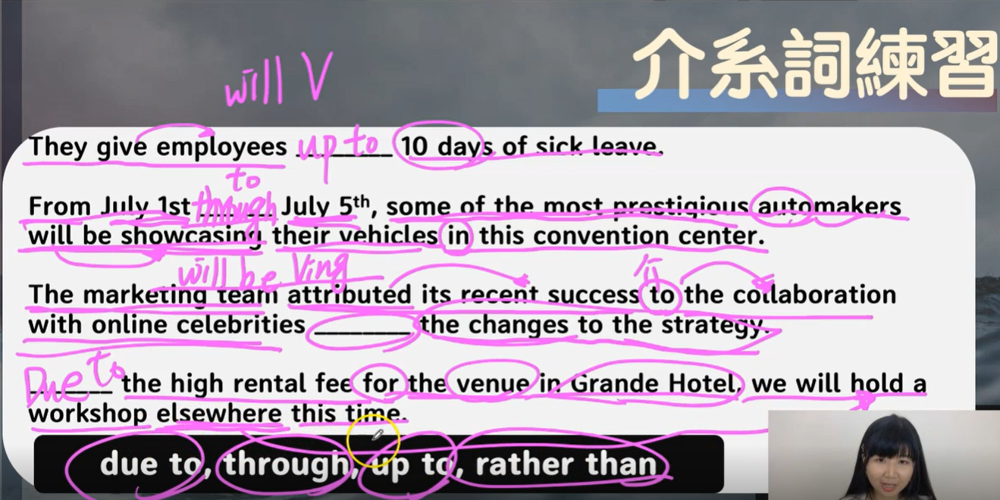 介系詞練習
will V
They give employees up to 10 days of sick leave.
to
From July 1st through July 5th, some of the most prestigious automakers
will be showcasing their vehicles in this convention center.
will be Ving
The marketing team attributed its recent success to the collaboration
with online celebrities ________ the changes to the strategy.
Due to the high rental fee for the venue in Grande Hotel, we will hold a
workshop elsewhere this time.
due to, through, up to, rather than